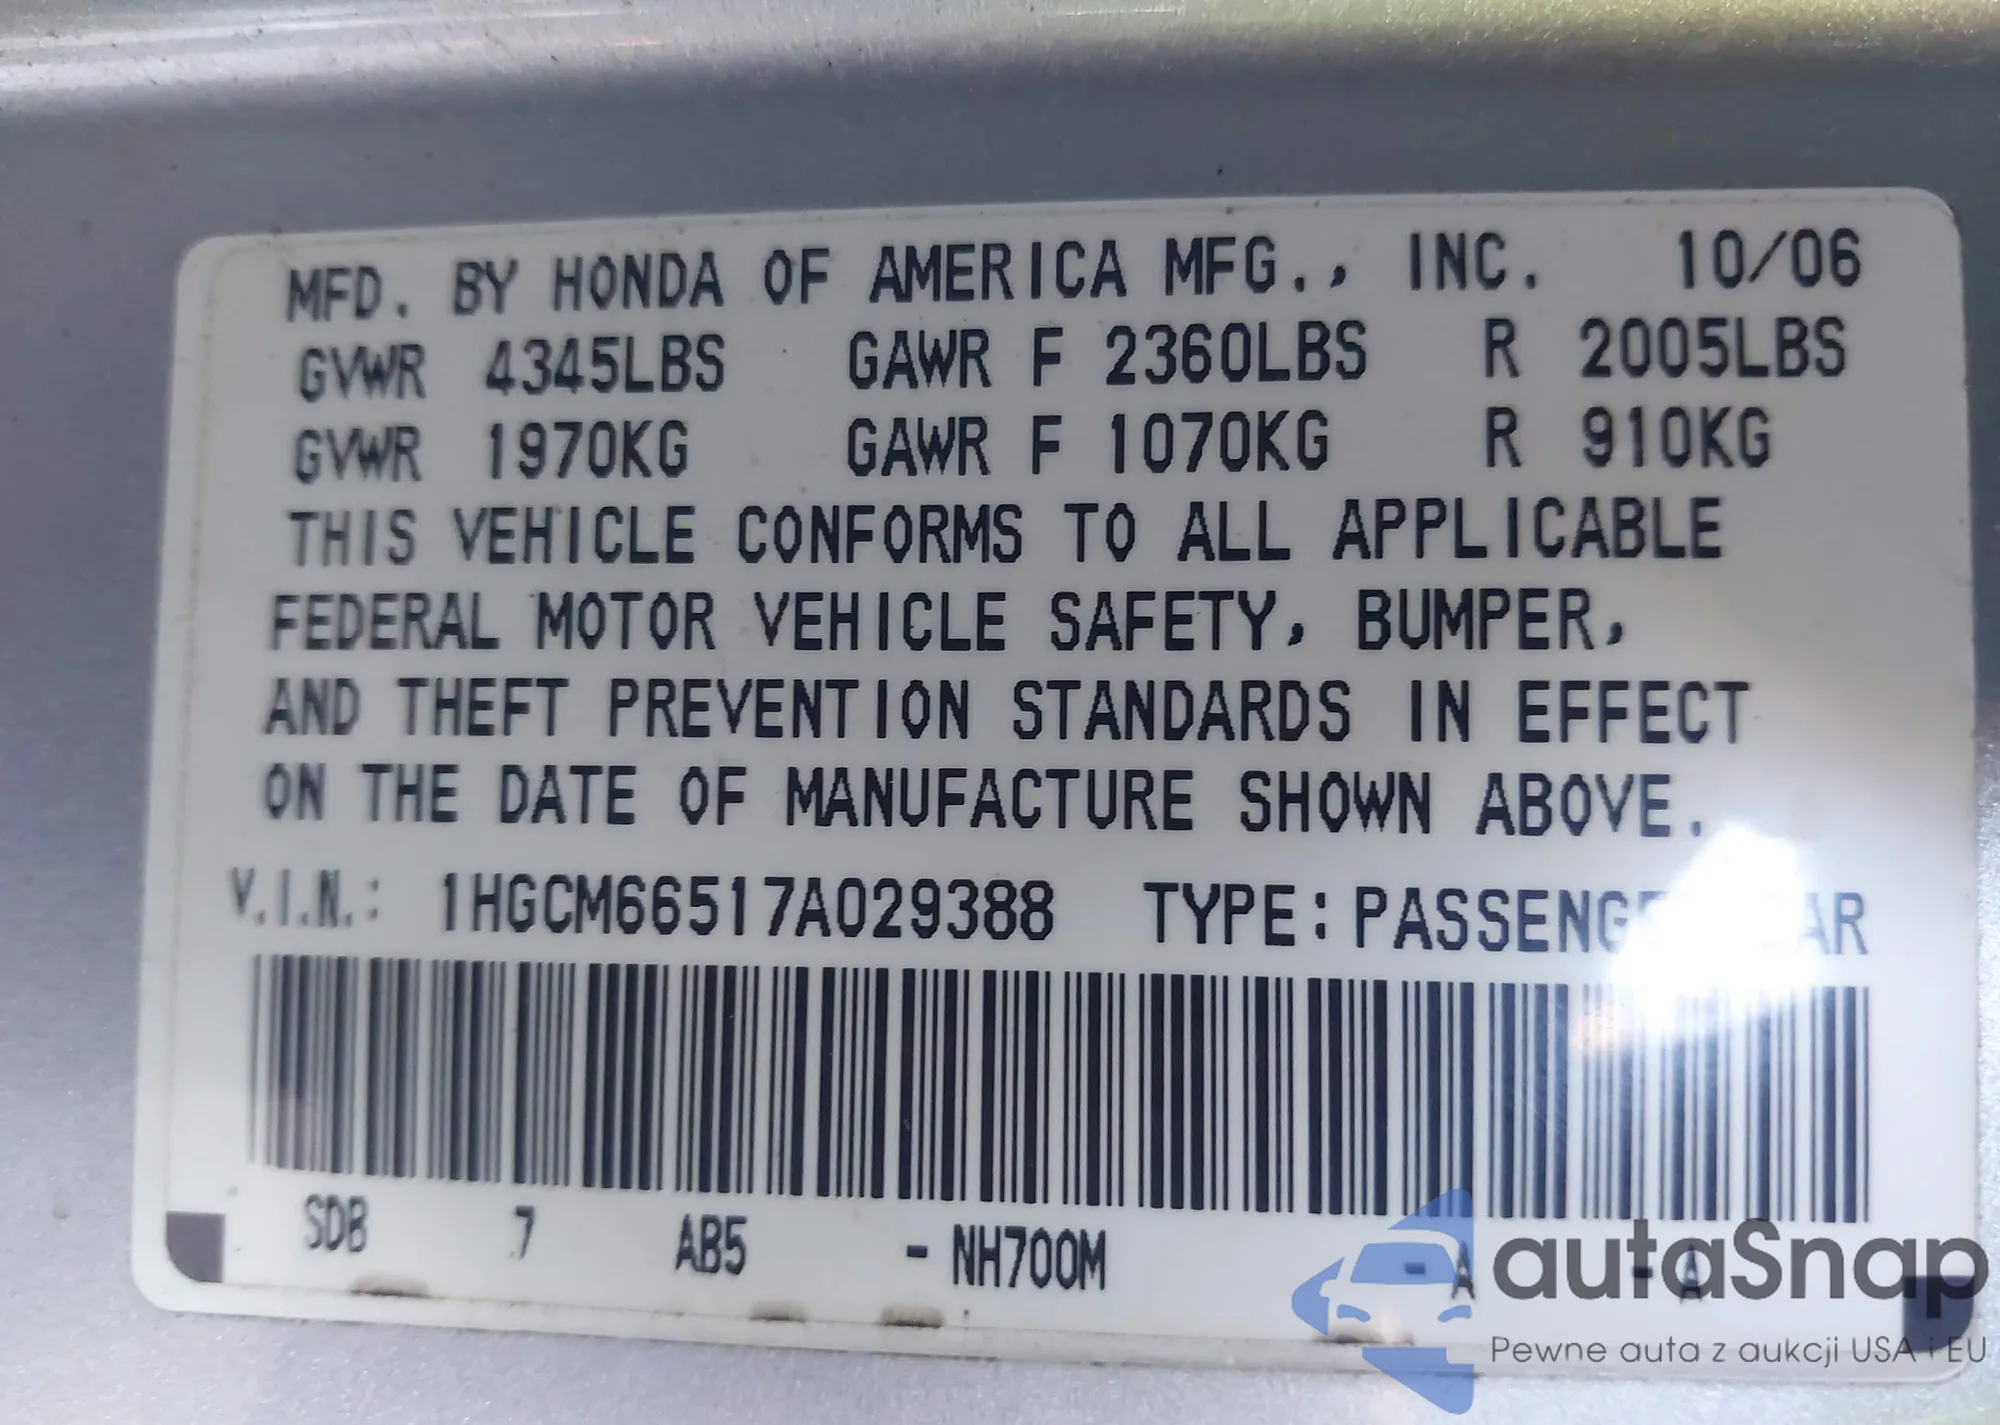 MFD. BY HONDA OF AMERICA MFG., INC. 10/06
GVWR 4345LBS GAWR F 2360LBS R 2005LBS
GVWR 1970KG GAWR F 1070KG R 910KG
THIS VEHICLE CONFORMS TO ALL APPLICABLE
FEDERAL MOTOR VEHICLE SAFETY, BUMPER,
AND THEFT PREVENTION STANDARDS IN EFFECT
ON THE DATE OF MANUFACTURE SHOWN ABOVE.
V.I.N.: 1HGCM66517A029388 TYPE:
SDB 7 AB5 - NH700M - A - A
autaSnap
Pewne auta z aukcji USA i EU